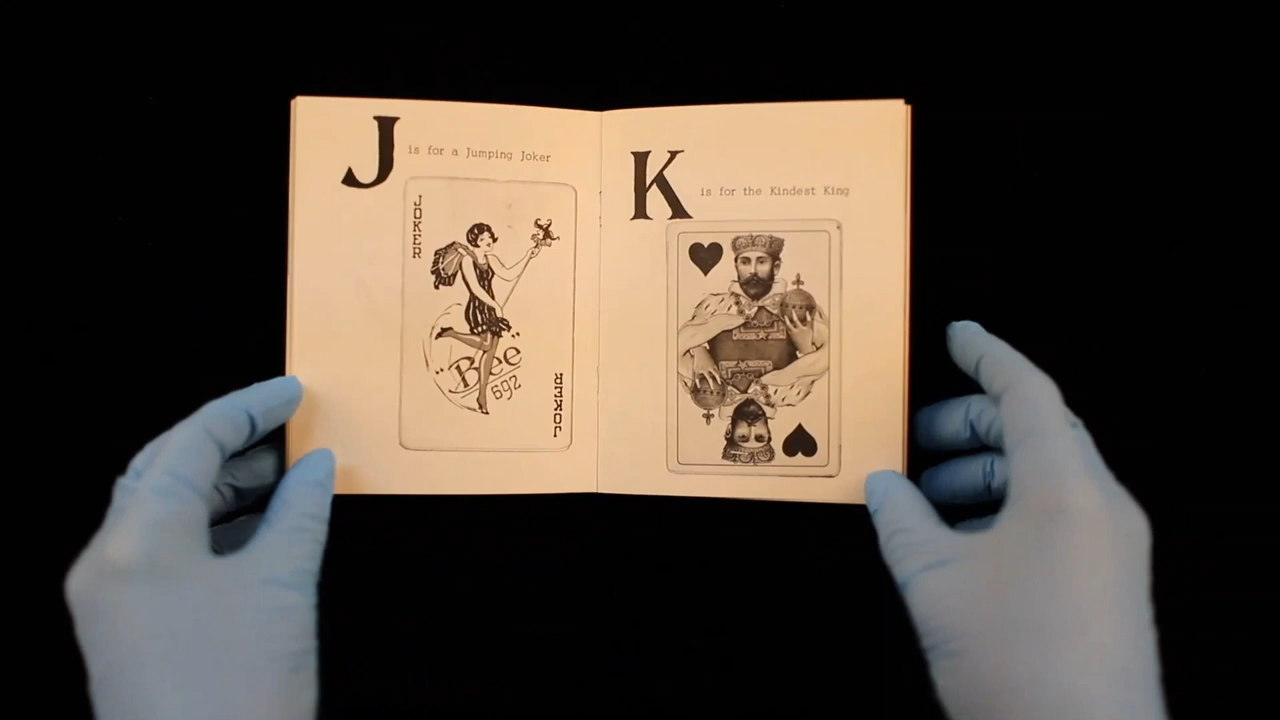 J is for a Jumping Joker
JOKER
"Bee"
692
JOKER
K is for the Kindest King